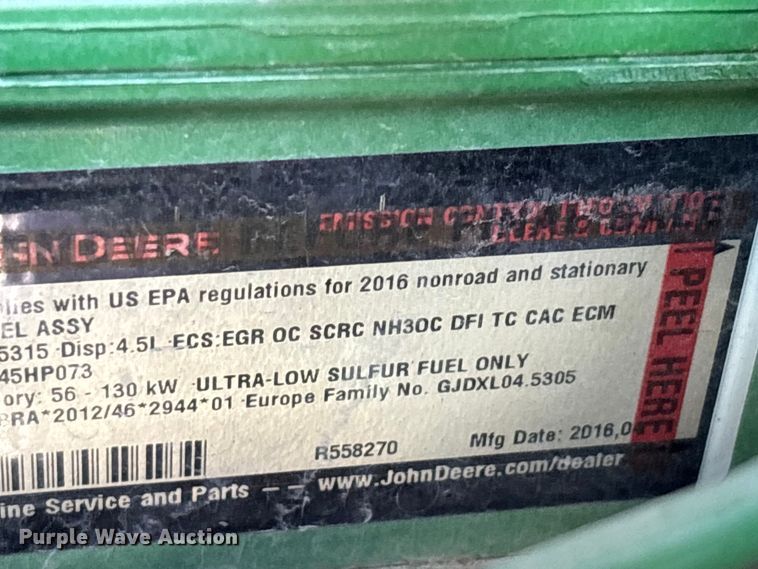 HN DEERE
EMISSION CONTROL INFORMATION
lies with US EPA regulations for 2016 nonroad and stationary
EL ASSY
5315 Disp:4.5L ECS:EGR OC SCRC NH3OC DFI TC CAC ECM
45HP073
ory: 56 - 130 kW ULTRA-LOW SULFUR FUEL ONLY
RA*2012/46*2944*01 Europe Family No. GJDXL04.5305
R558270 Mfg Date: 2016,0
ine Service and Parts -- www.JohnDeere.com/dealer
PEEL HERE
Purple Wave Auction